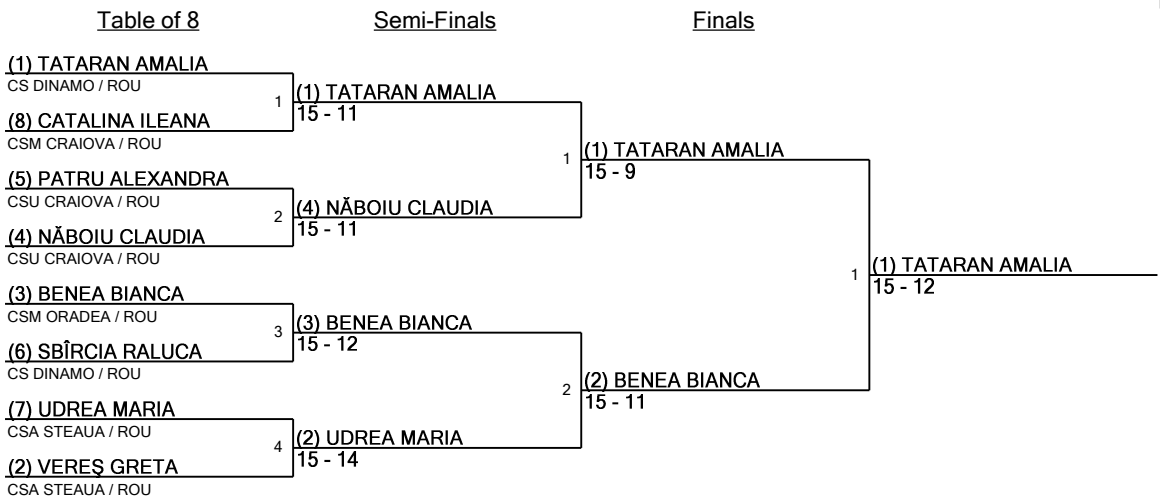 Table of 8
Semi-Finals
Finals
(1) TATARAN AMALIA
CS DINAMO / ROU
(8) CATALINA ILEANA
CSM CRAIOVA / ROU
(5) PATRU ALEXANDRA
CSU CRAIOVA / ROU
(4) NĂBOIU CLAUDIA
CSU CRAIOVA / ROU
(3) BENEA BIANCA
CSM ORADEA / ROU
(6) SBÎRCIA RALUCA
CS DINAMO / ROU
(7) UDREA MARIA
CSA STEAUA / ROU
(2) VEREŞ GRETA
CSA STEAUA / ROU
1
(1) TATARAN AMALIA
15 - 11
2
(4) NĂBOIU CLAUDIA
15 - 11
3
(3) BENEA BIANCA
15 - 12
4
(2) UDREA MARIA
15 - 14
1
(1) TATARAN AMALIA
15 - 9
2
(2) BENEA BIANCA
15 - 11
1
(1) TATARAN AMALIA
15 - 12